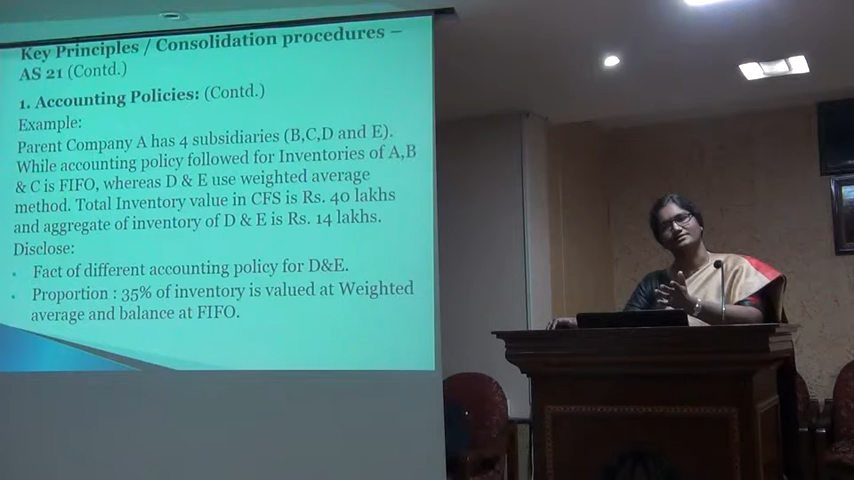 Key Principles / Consolidation procedures –
AS 21 (Contd.)
1. Accounting Policies: (Contd.)
Example:
Parent Company A has 4 subsidiaries (B,C,D and E).
While accounting policy followed for Inventories of A,B
& C is FIFO, whereas D & E use weighted average
method. Total Inventory value in CFS is Rs. 40 lakhs
and aggregate of inventory of D & E is Rs. 14 lakhs.
Disclose:
• Fact of different accounting policy for D&E.
• Proportion : 35% of inventory is valued at Weighted
average and balance at FIFO.